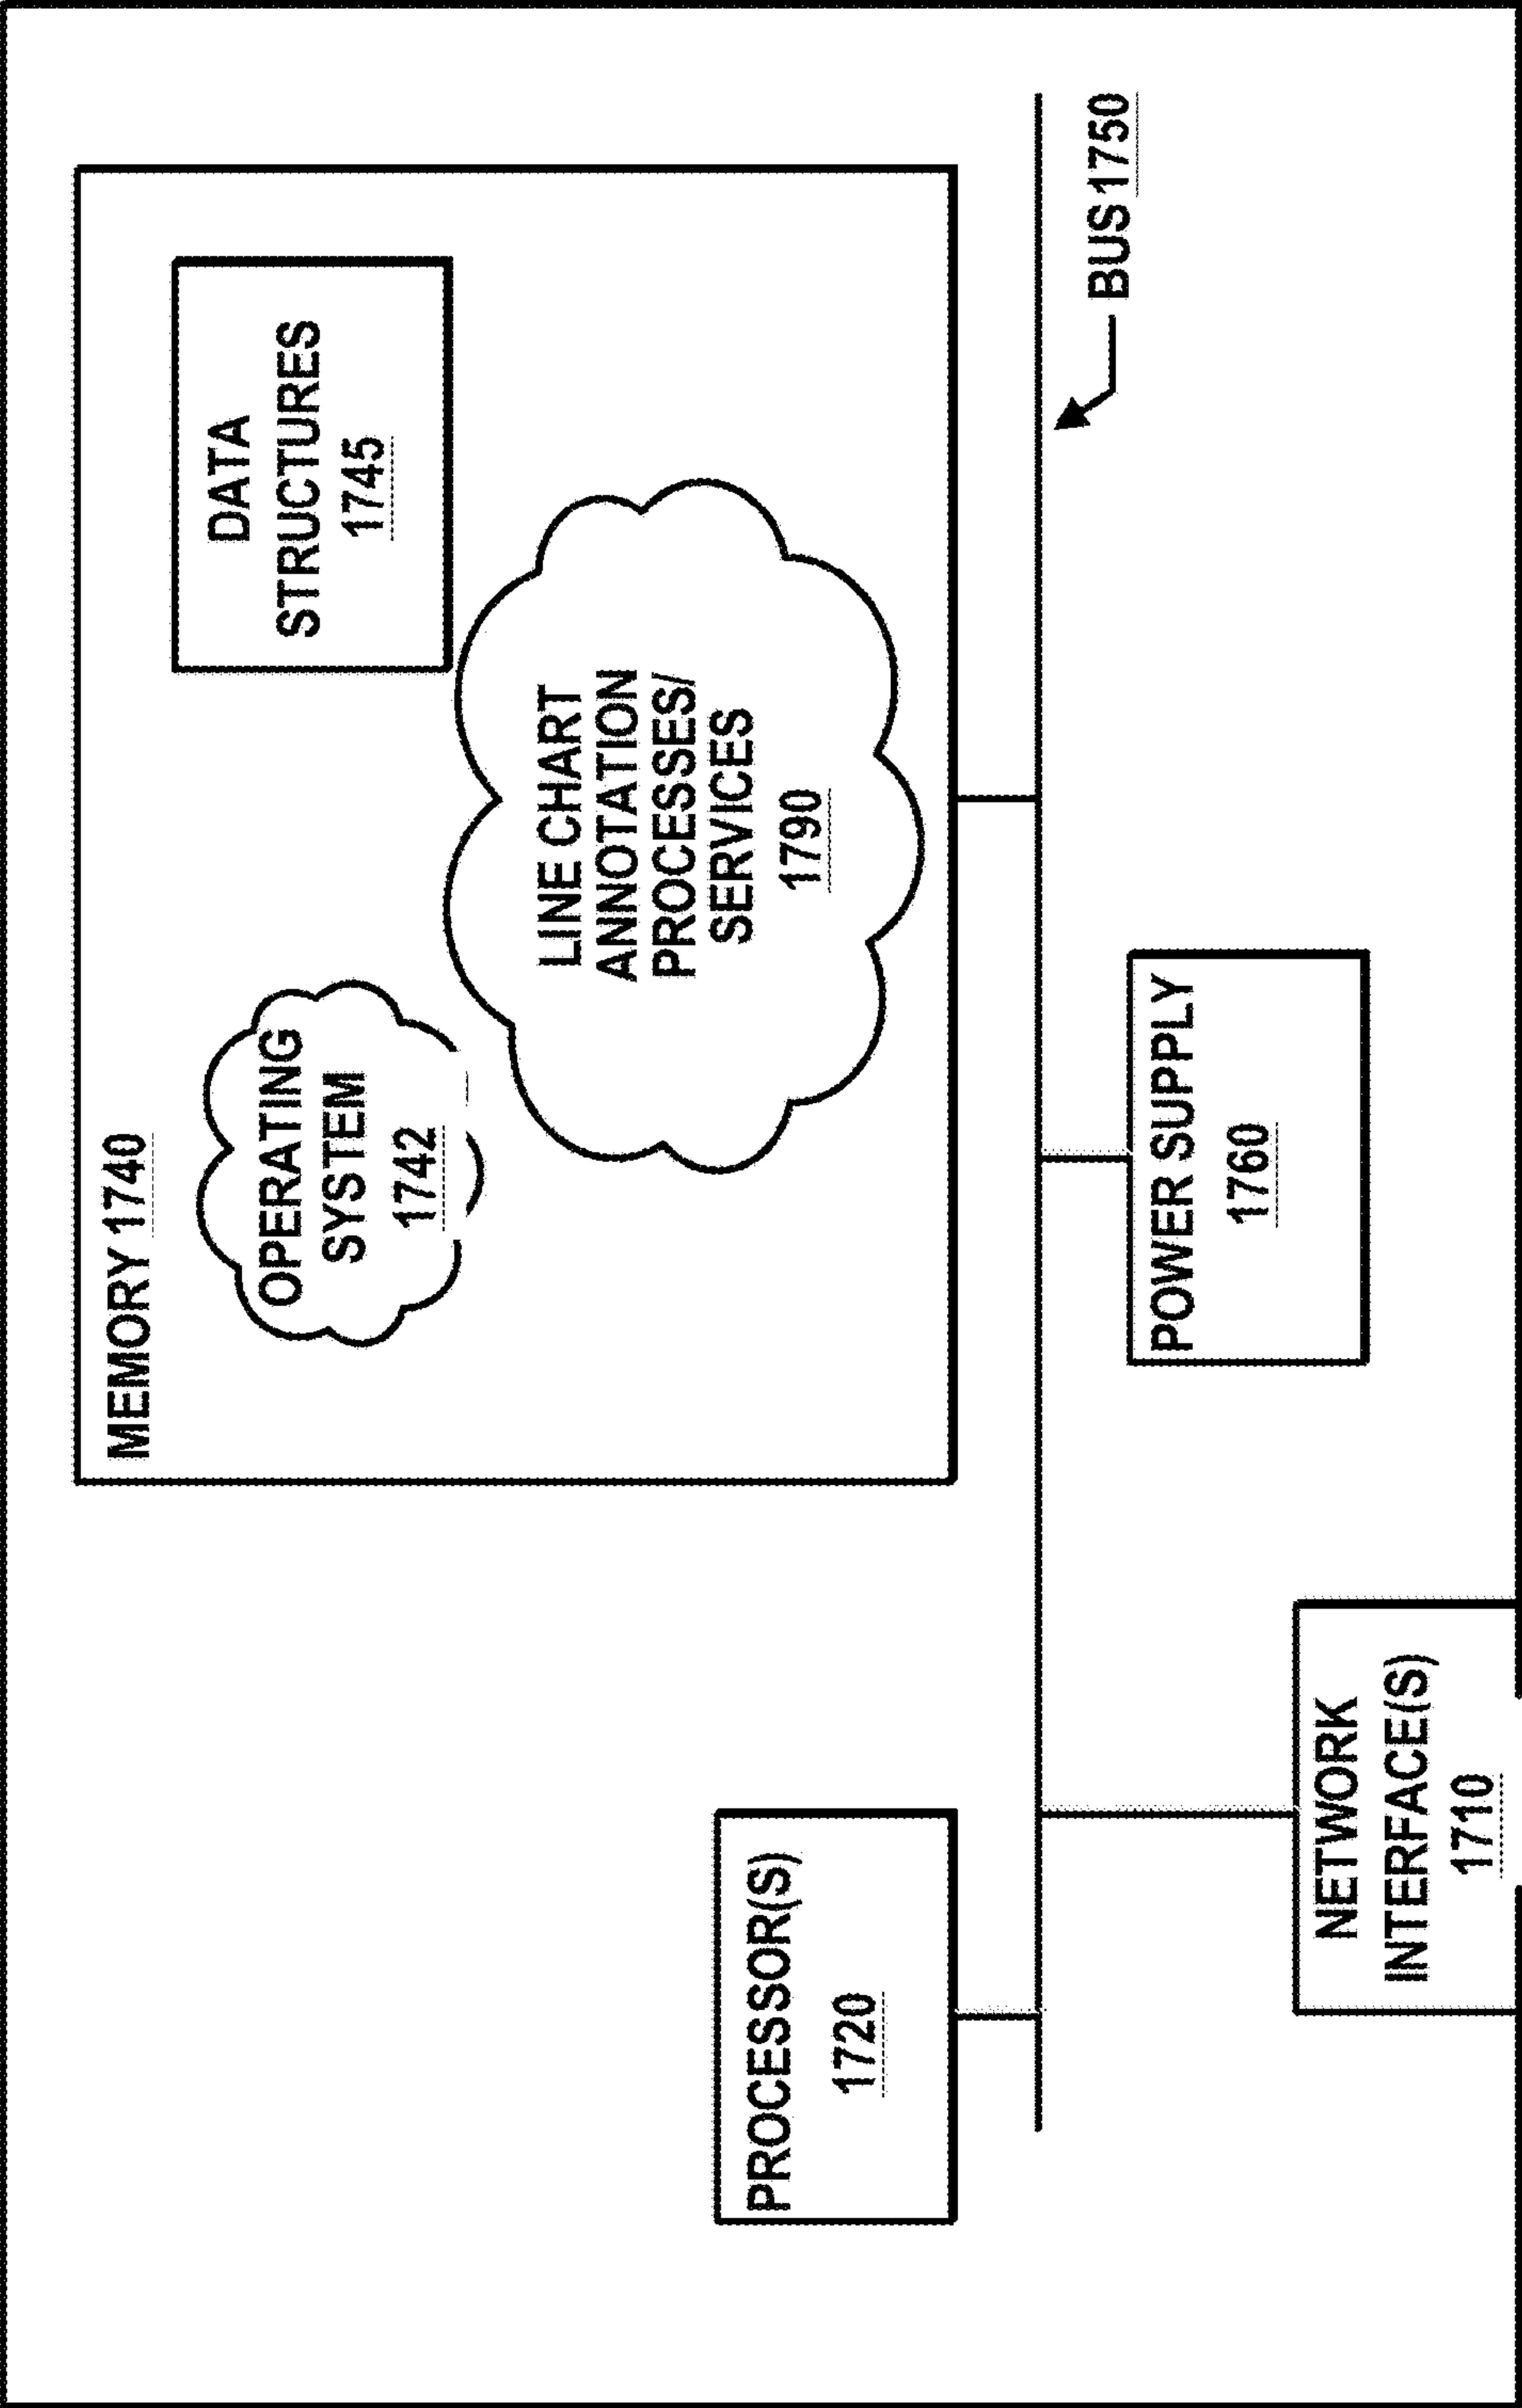 MEMORY 1740
OPERATING
SYSTEM
1742
DATA
STRUCTURES
1745
LINE CHART
ANNOTATION
PROCESSES/
SERVICES
1790
PROCESSOR(S)
1720
BUS 1750
POWER SUPPLY
1760
NETWORK
INTERFACE(S)
1710